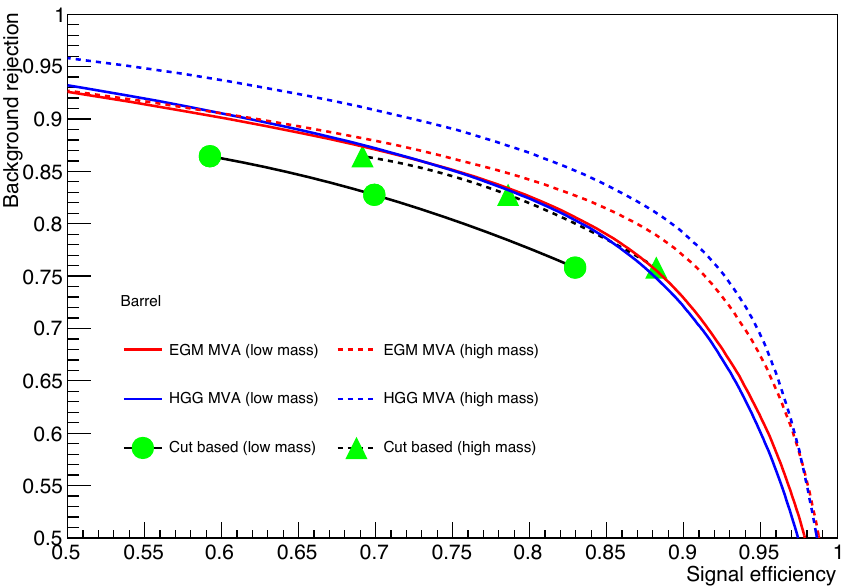 Background rejection
1
0.95
0.9
0.85
0.8
0.75
0.7
0.65
0.6
0.55
0.5
Barrel
EGM MVA (low mass) EGM MVA (high mass)
HGG MVA (low mass) HGG MVA (high mass)
Cut based (low mass) Cut based (high mass)
0.5 0.55 0.6 0.65 0.7 0.75 0.8 0.85 0.9 0.95 1
Signal efficiency